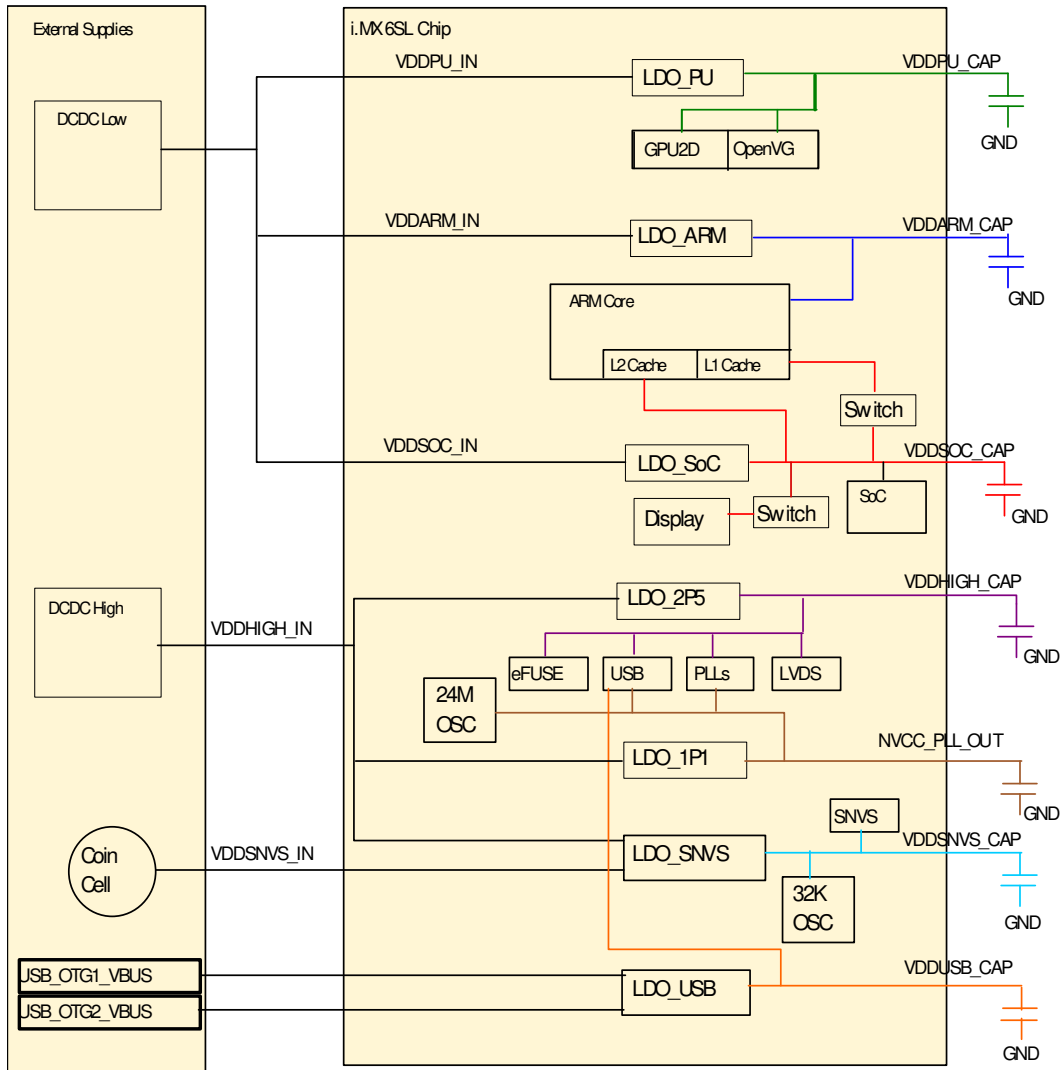 External Supplies
i.MX 6SL Chip
VDDPU_IN
LDO_PU
VDDPU_CAP
DCDC Low
GND
GPU2D
OpenVG
VDDARM_IN
LDO_ARM
VDDARM_CAP
GND
ARM Core
L2 Cache
L1 Cache
Switch
VDDSOC_IN
LDO_SoC
VDDSOC_CAP
SoC
Display
Switch
GND
DCDC High
LDO_2P5
VDDHIGH_CAP
VDDHIGH_IN
GND
eFUSE
USB
PLLs
LVDS
24M
OSC
LDO_1P1
NVCC_PLL_OUT
GND
SNVS
Coin
Cell
VDDSNVS_IN
LDO_SNVS
VDDSNVS_CAP
32K
OSC
GND
USB_OTG1_VBUS
USB_OTG2_VBUS
LDO_USB
VDDUSB_CAP
GND